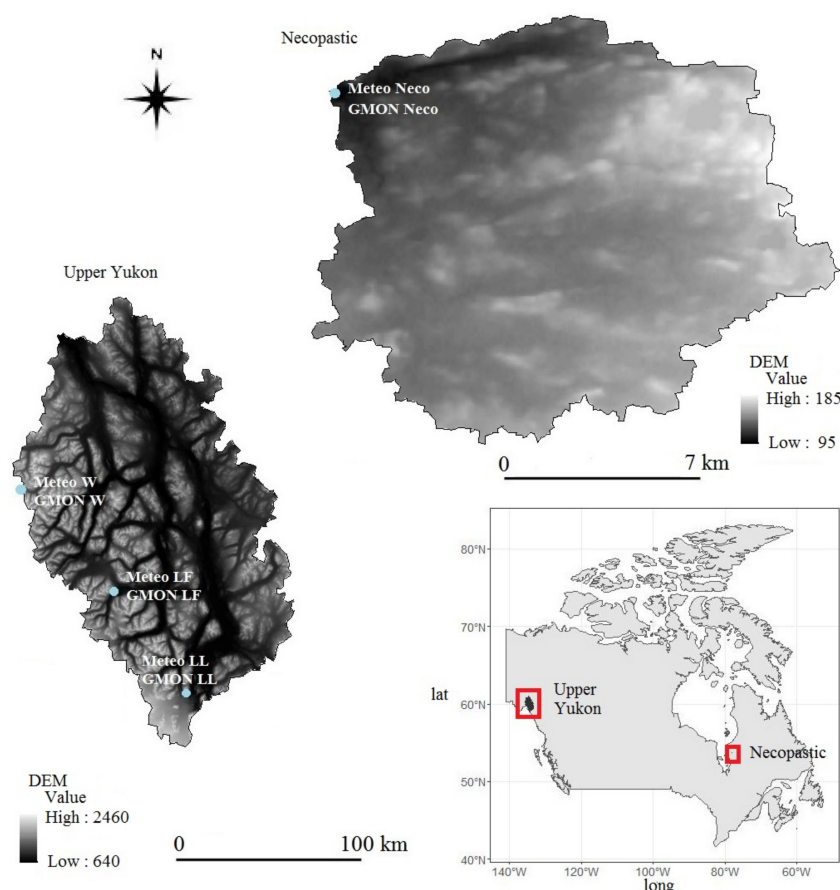 N
Necopastic
Meteo Neco
GMON Neco
DEM
Value
High : 185
Low : 95
0 7 km
Upper Yukon
Meteo W
GMON W
Meteo LF
GMON LF
Meteo LL
GMON LL
DEM
Value
High : 2460
Low : 640
0 100 km
80°N
70°N
lat
60°N
50°N
40°N
Upper
Yukon
Necopastic
140°W 120°W 100°W 80°W 60°W
long